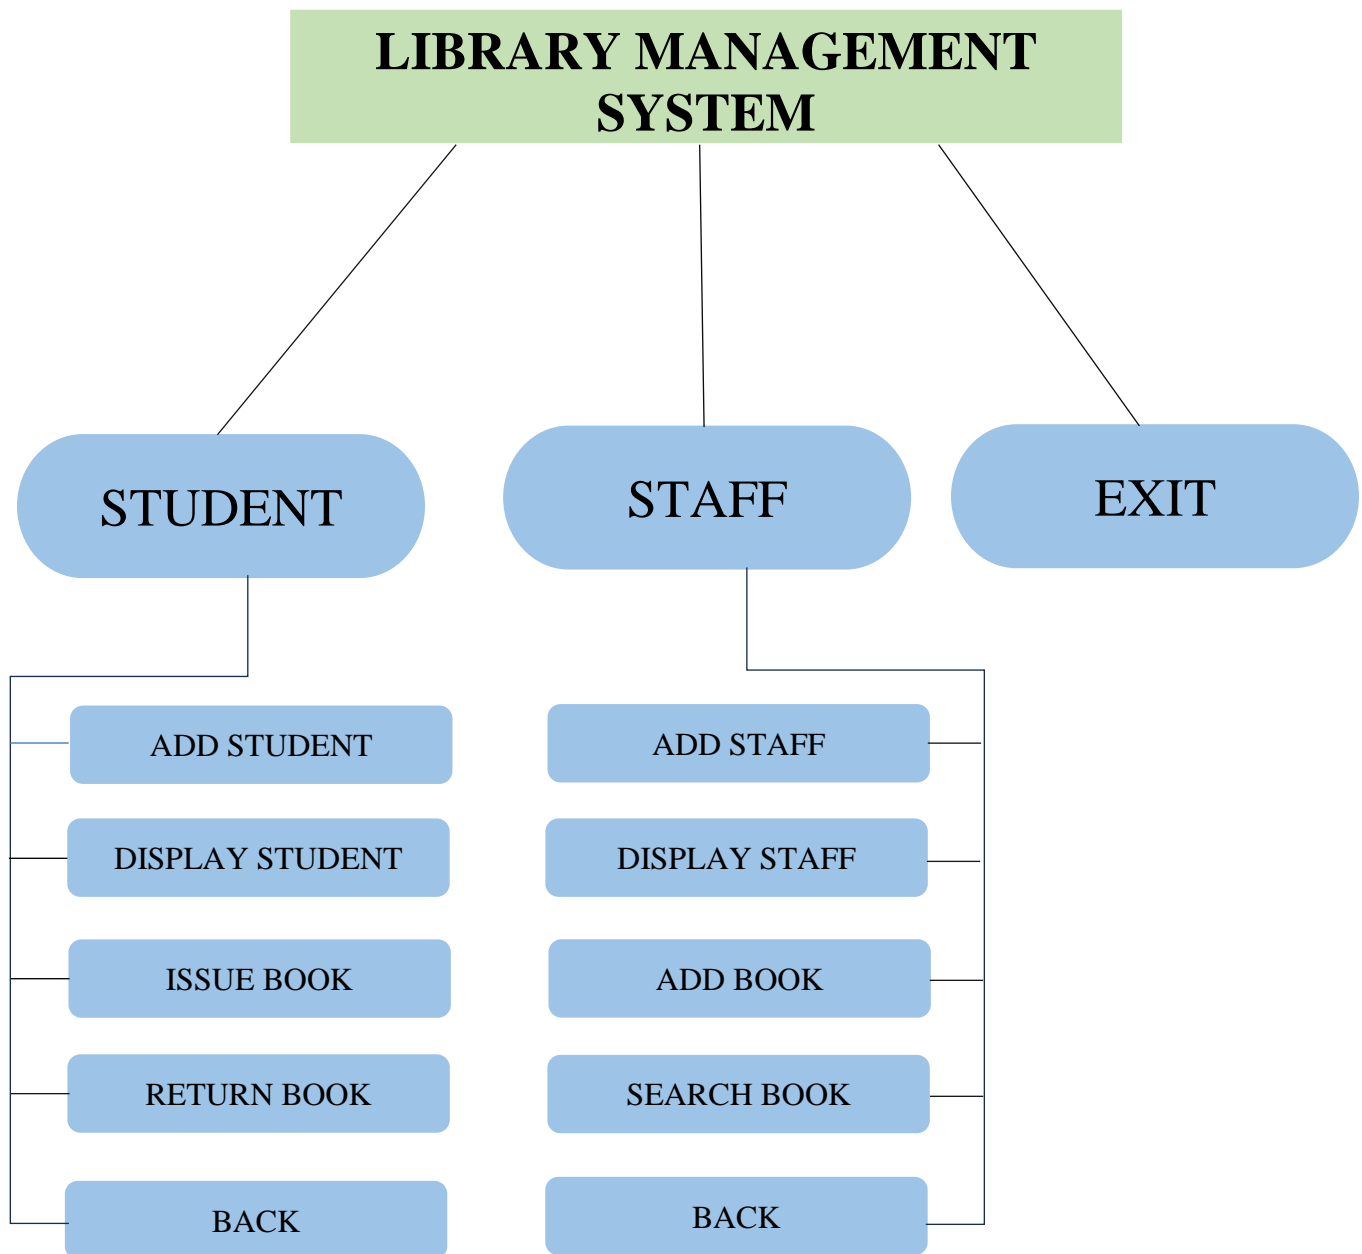 LIBRARY MANAGEMENT
SYSTEM
STUDENT
STAFF
EXIT
ADD STUDENT
DISPLAY STUDENT
ISSUE BOOK
RETURN BOOK
BACK
ADD STAFF
DISPLAY STAFF
ADD BOOK
SEARCH BOOK
BACK